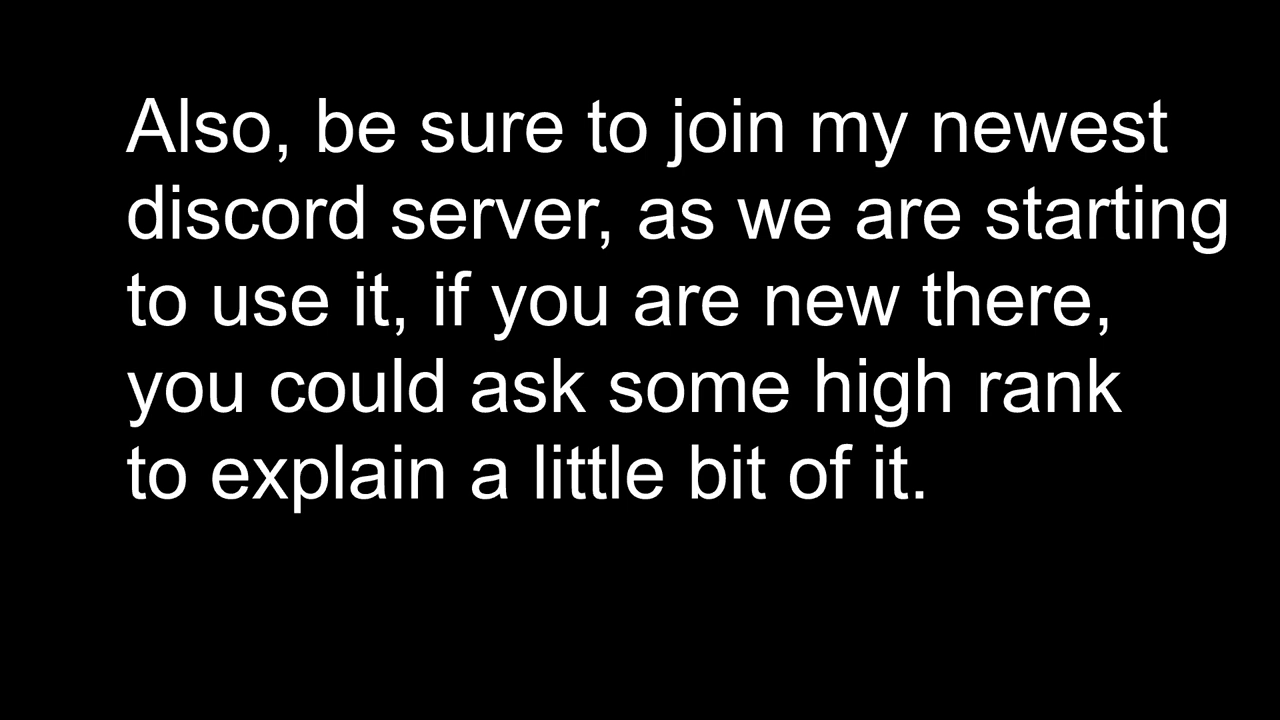 Also, be sure to join my newest
discord server, as we are starting
to use it, if you are new there,
you could ask some high rank
to explain a little bit of it.